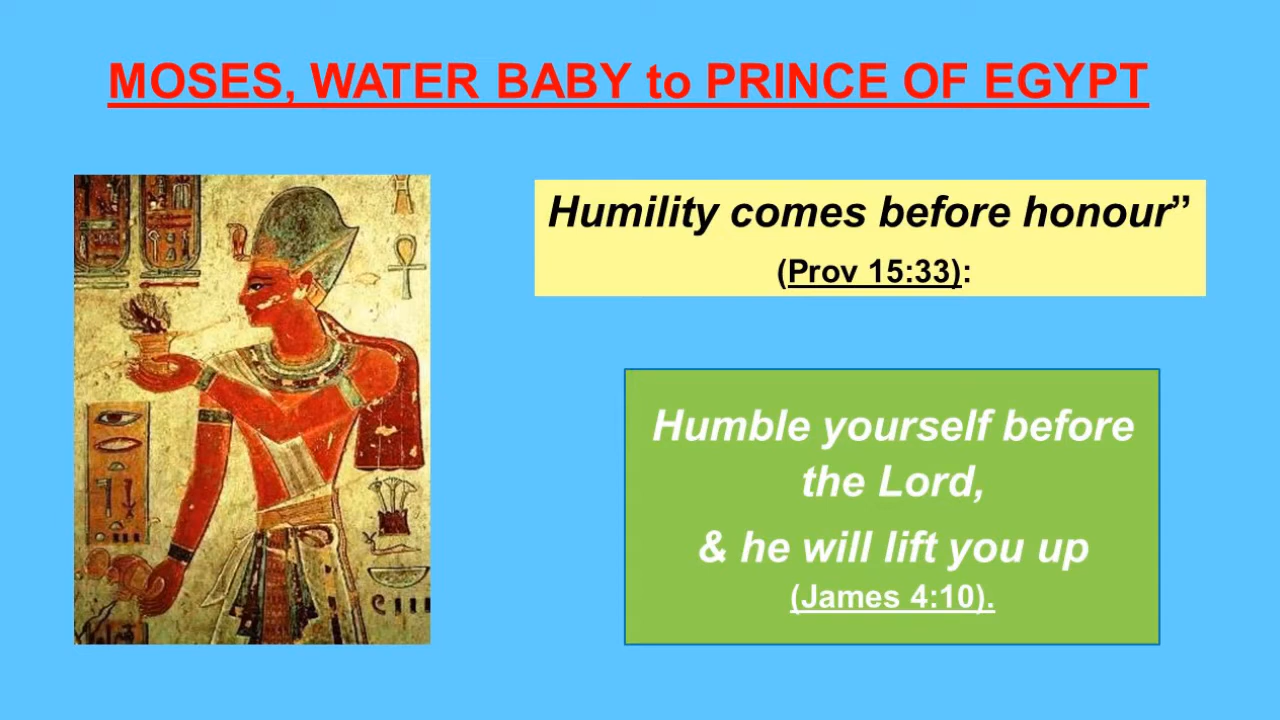 MOSES, WATER BABY to PRINCE OF EGYPT
Humility comes before honour”
(Prov 15:33):
Humble yourself before
the Lord,
& he will lift you up
(James 4:10).